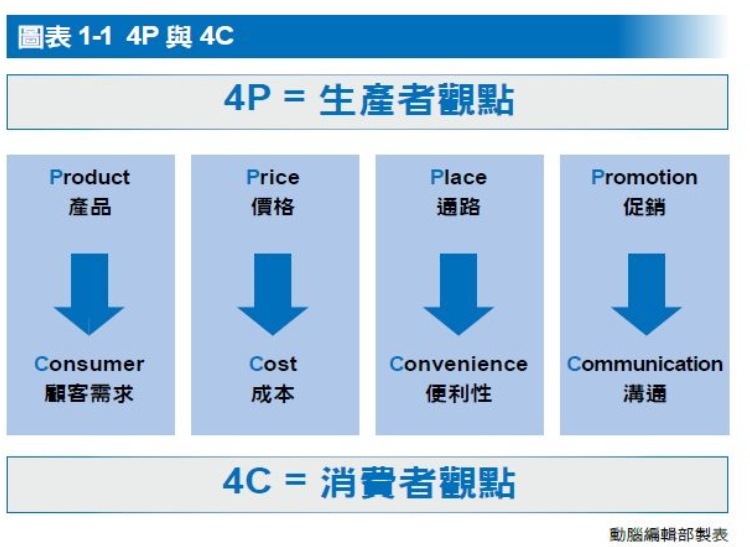 圖表 1-1 4P 與 4C
4P = 生產者觀點
Product
產品
Consumer
顧客需求
Price
價格
Cost
成本
Place
通路
Convenience
便利性
Promotion
促銷
Communication
溝通
4C = 消費者觀點
動腦編輯部製表